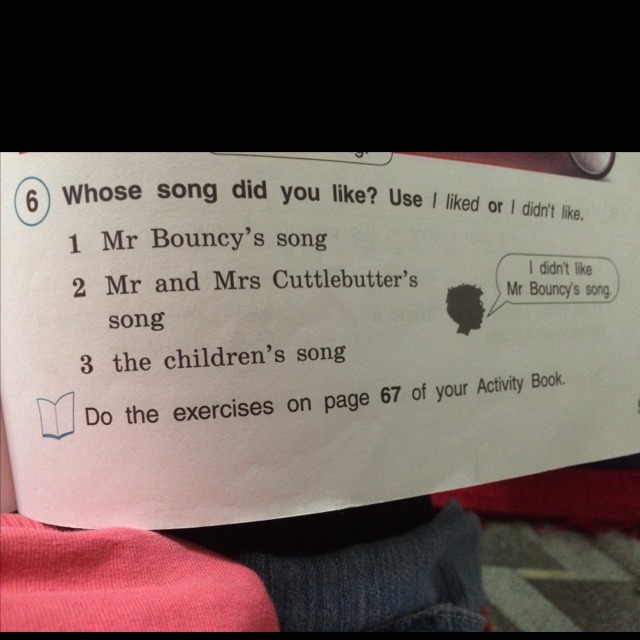 6 Whose song did you like? Use I liked or I didn't like.
1 Mr Bouncy's song
2 Mr and Mrs Cuttlebutter's
song
I didn't like
Mr Bouncy's song.
3 the children's song
Do the exercises on page 67 of your Activity Book.